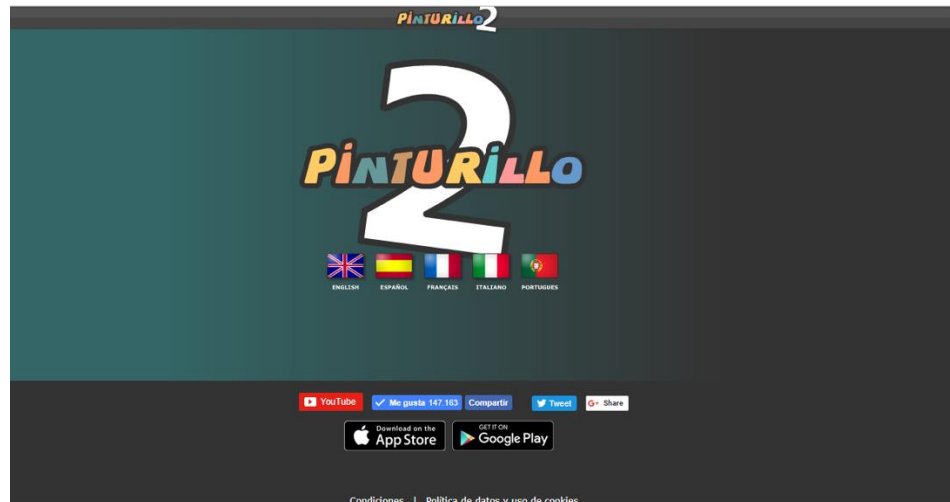 PINTURILLO 2
2
PINTURILLO
ENGLISH ESPAÑOL FRANÇAIS ITALIANO PORTUGUES
YouTube Me gusta 147.163 Compartir Tweet G+ Share
Download on the GET IT ON
App Store Google Play
Condiciones | Política de datos y uso de cookies